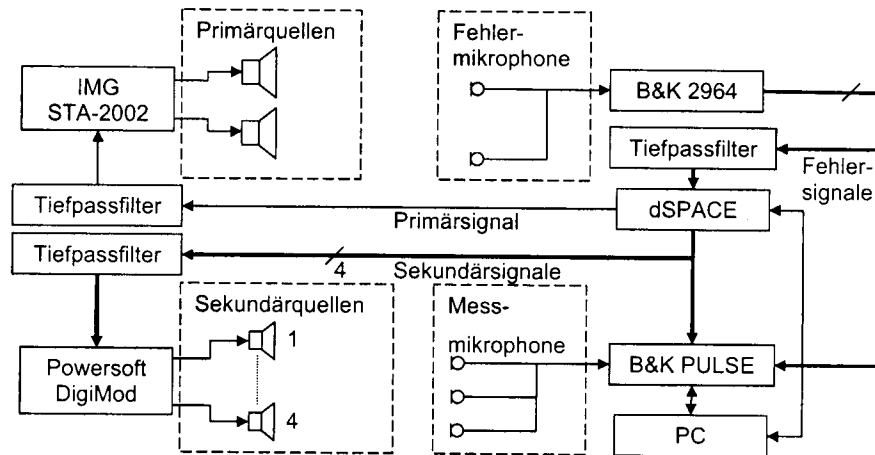 Primärquellen
IMG
STA-2002
Fehler-
mikrophone
B&K 2964
Tiefpassfilter
Fehler-
signale
Tiefpassfilter
Primärsignal
dSPACE
Tiefpassfilter
4
Sekundärsignale
Sekundärquellen
1
4
Powersoft
DigiMod
Mess-
mikrophone
B&K PULSE
PC